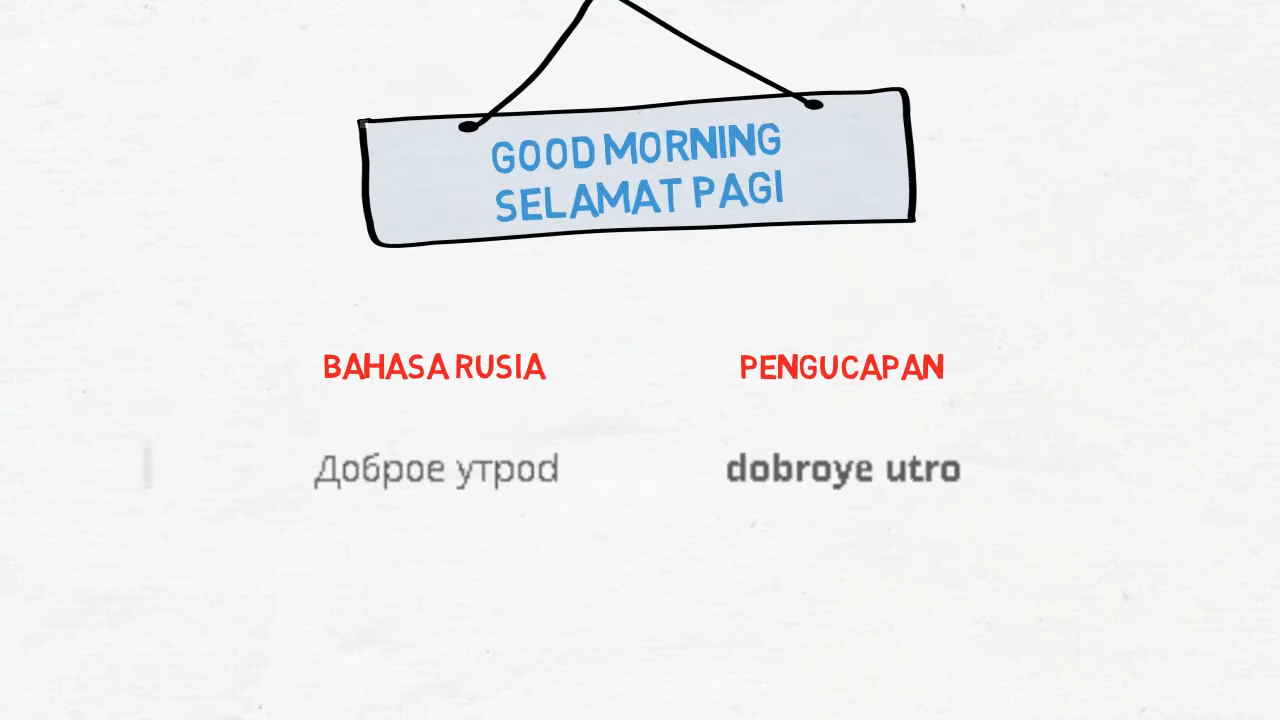 GOOD MORNING
SELAMAT PAGI
BAHASA RUSIA PENGUCAPAN
Доброе утроd dobroye utro